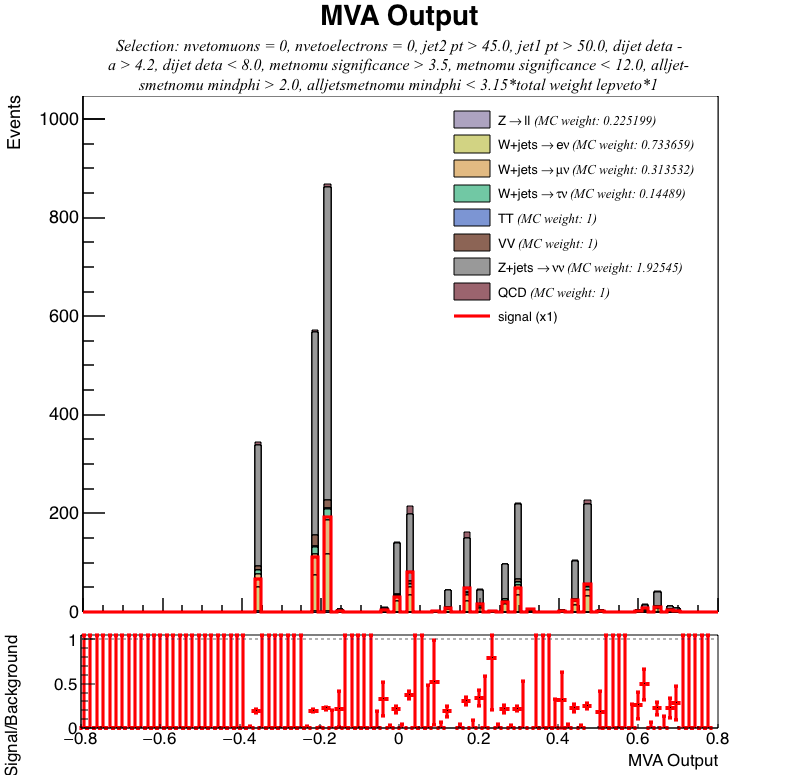 MVA Output
Selection: nvetomuons = 0, nvetoelectrons = 0, jet2 pt > 45.0, jet1 pt > 50.0, dijet deta -
a > 4.2, dijet deta < 8.0, metnomu significance > 3.5, metnomu significance < 12.0, alljet-
smetnomu mindphi > 2.0, alljetsmetnomu mindphi < 3.15*total weight lepveto*1
Events
1000
800
600
400
200
0
Z→ll (MC weight: 0.225199)
W+jets→eν (MC weight: 0.733659)
W+jets→μν (MC weight: 0.313532)
W+jets→τν (MC weight: 0.14489)
TT (MC weight: 1)
VV (MC weight: 1)
Z+jets→νν (MC weight: 1.92545)
QCD (MC weight: 1)
signal (x1)
Signal/Background
1
0.5
0
−0.8 −0.6 −0.4 −0.2 0 0.2 0.4 0.6 0.8
MVA Output